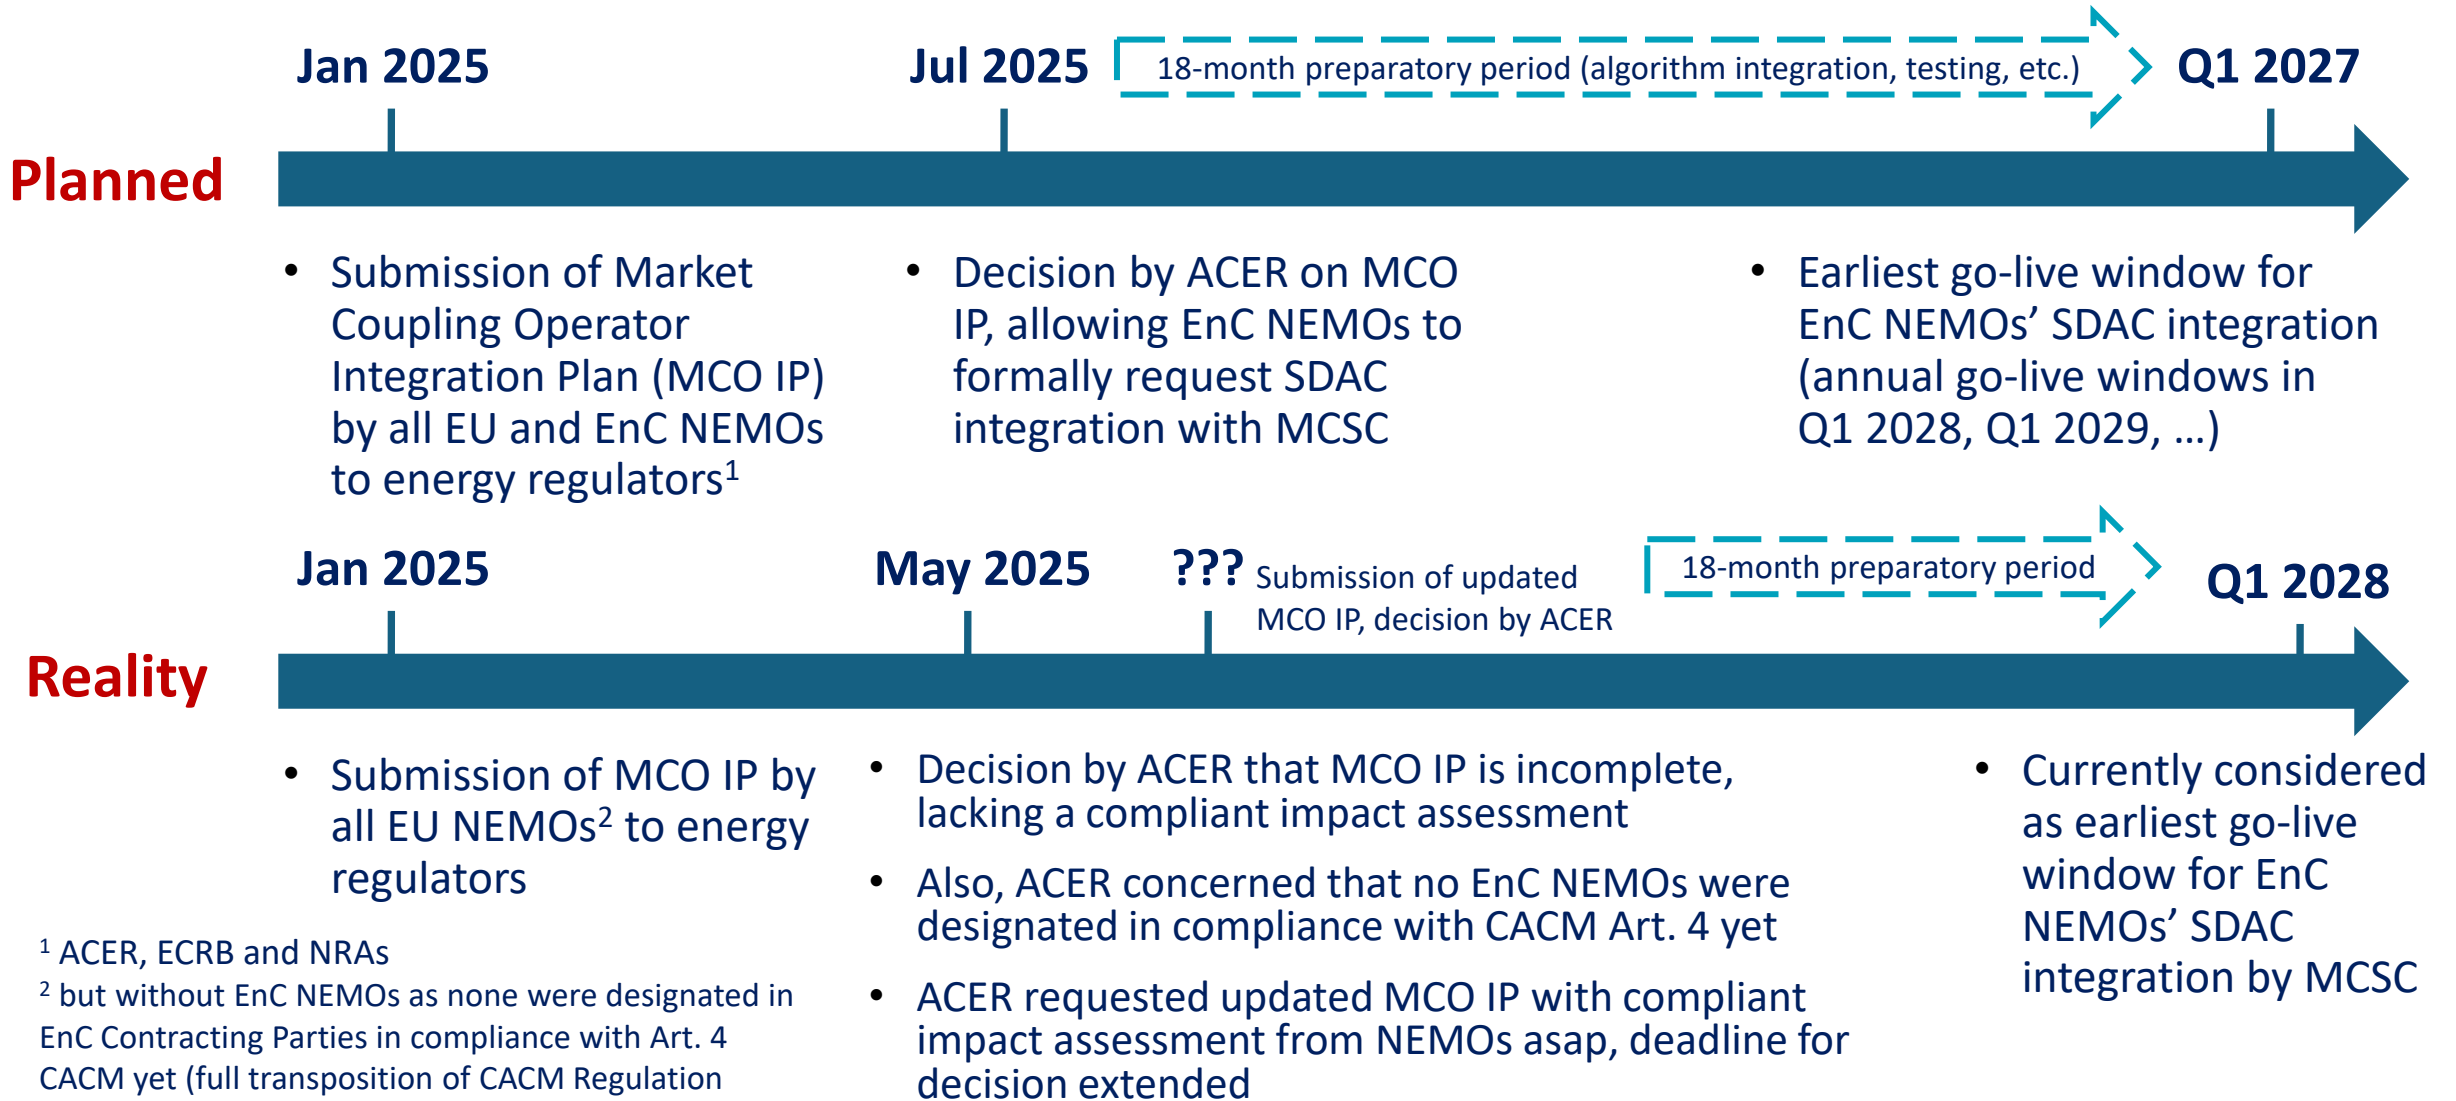 Jan 2025
Jul 2025
18-month preparatory period (algorithm integration, testing, etc.)
Q1 2027
Planned
• Submission of Market
Coupling Operator
Integration Plan (MCO IP)
by all EU and EnC NEMOs
to energy regulators¹
• Decision by ACER on MCO
IP, allowing EnC NEMOs to
formally request SDAC
integration with MCSC
• Earliest go-live window for
EnC NEMOs’ SDAC integration
(annual go-live windows in
Q1 2028, Q1 2029, …)
Jan 2025
May 2025
???
Submission of updated
MCO IP, decision by ACER
18-month preparatory period
Q1 2028
Reality
• Submission of MCO IP by
all EU NEMOs² to energy
regulators
• Decision by ACER that MCO IP is incomplete,
lacking a compliant impact assessment
• Also, ACER concerned that no EnC NEMOs were
designated in compliance with CACM Art. 4 yet
• ACER requested updated MCO IP with compliant
impact assessment from NEMOs asap, deadline for
decision extended
• Currently considered
as earliest go-live
window for EnC
NEMOs’ SDAC
integration by MCSC
¹ ACER, ECRB and NRAs
² but without EnC NEMOs as none were designated in
EnC Contracting Parties in compliance with Art. 4
CACM yet (full transposition of CACM Regulation